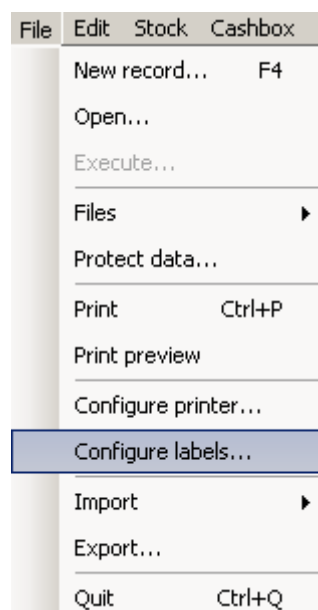 File Edit Stock Cashbox
New record... F4
Open...
Execute...
Files
Protect data...
Print Ctrl+P
Print preview
Configure printer...
Configure labels...
Import
Export...
Quit Ctrl+Q